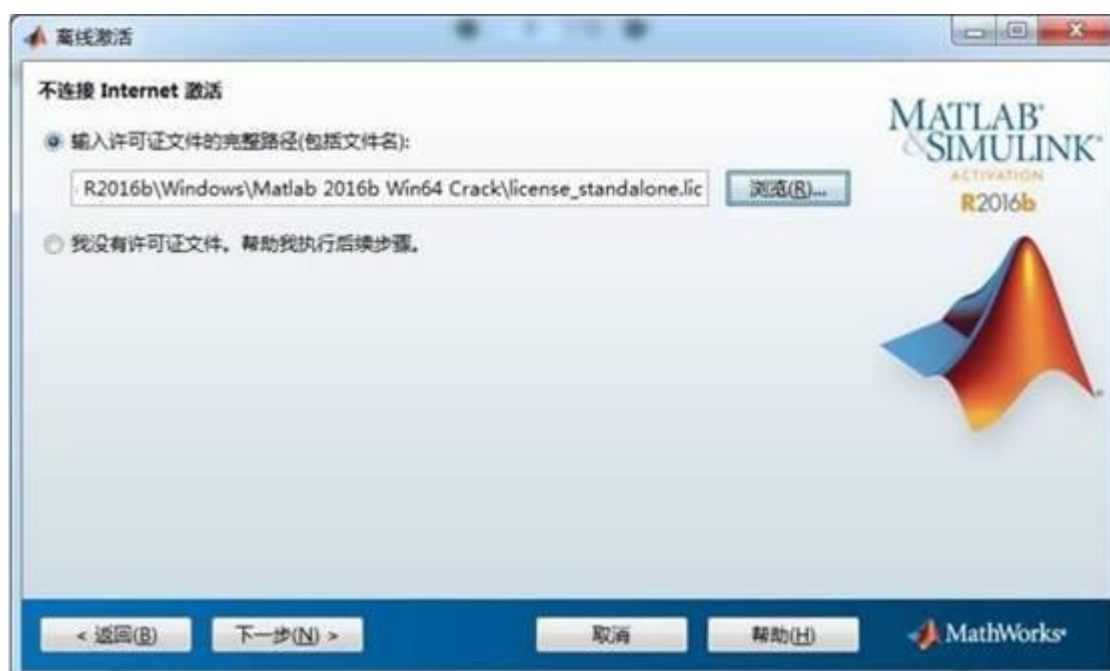 离线激活
不连接 Internet 激活
输入许可证文件的完整路径(包括文件名):
R2016b\Windows\Matlab 2016b Win64 Crack\license_standalone.lic
浏览(R)...
我没有许可证文件。帮助我执行后续步骤。
MATLAB®
&SIMULINK®
ACTIVATION
R2016b
< 返回(B)
下一步(N) >
取消
帮助(H)
MathWorks®